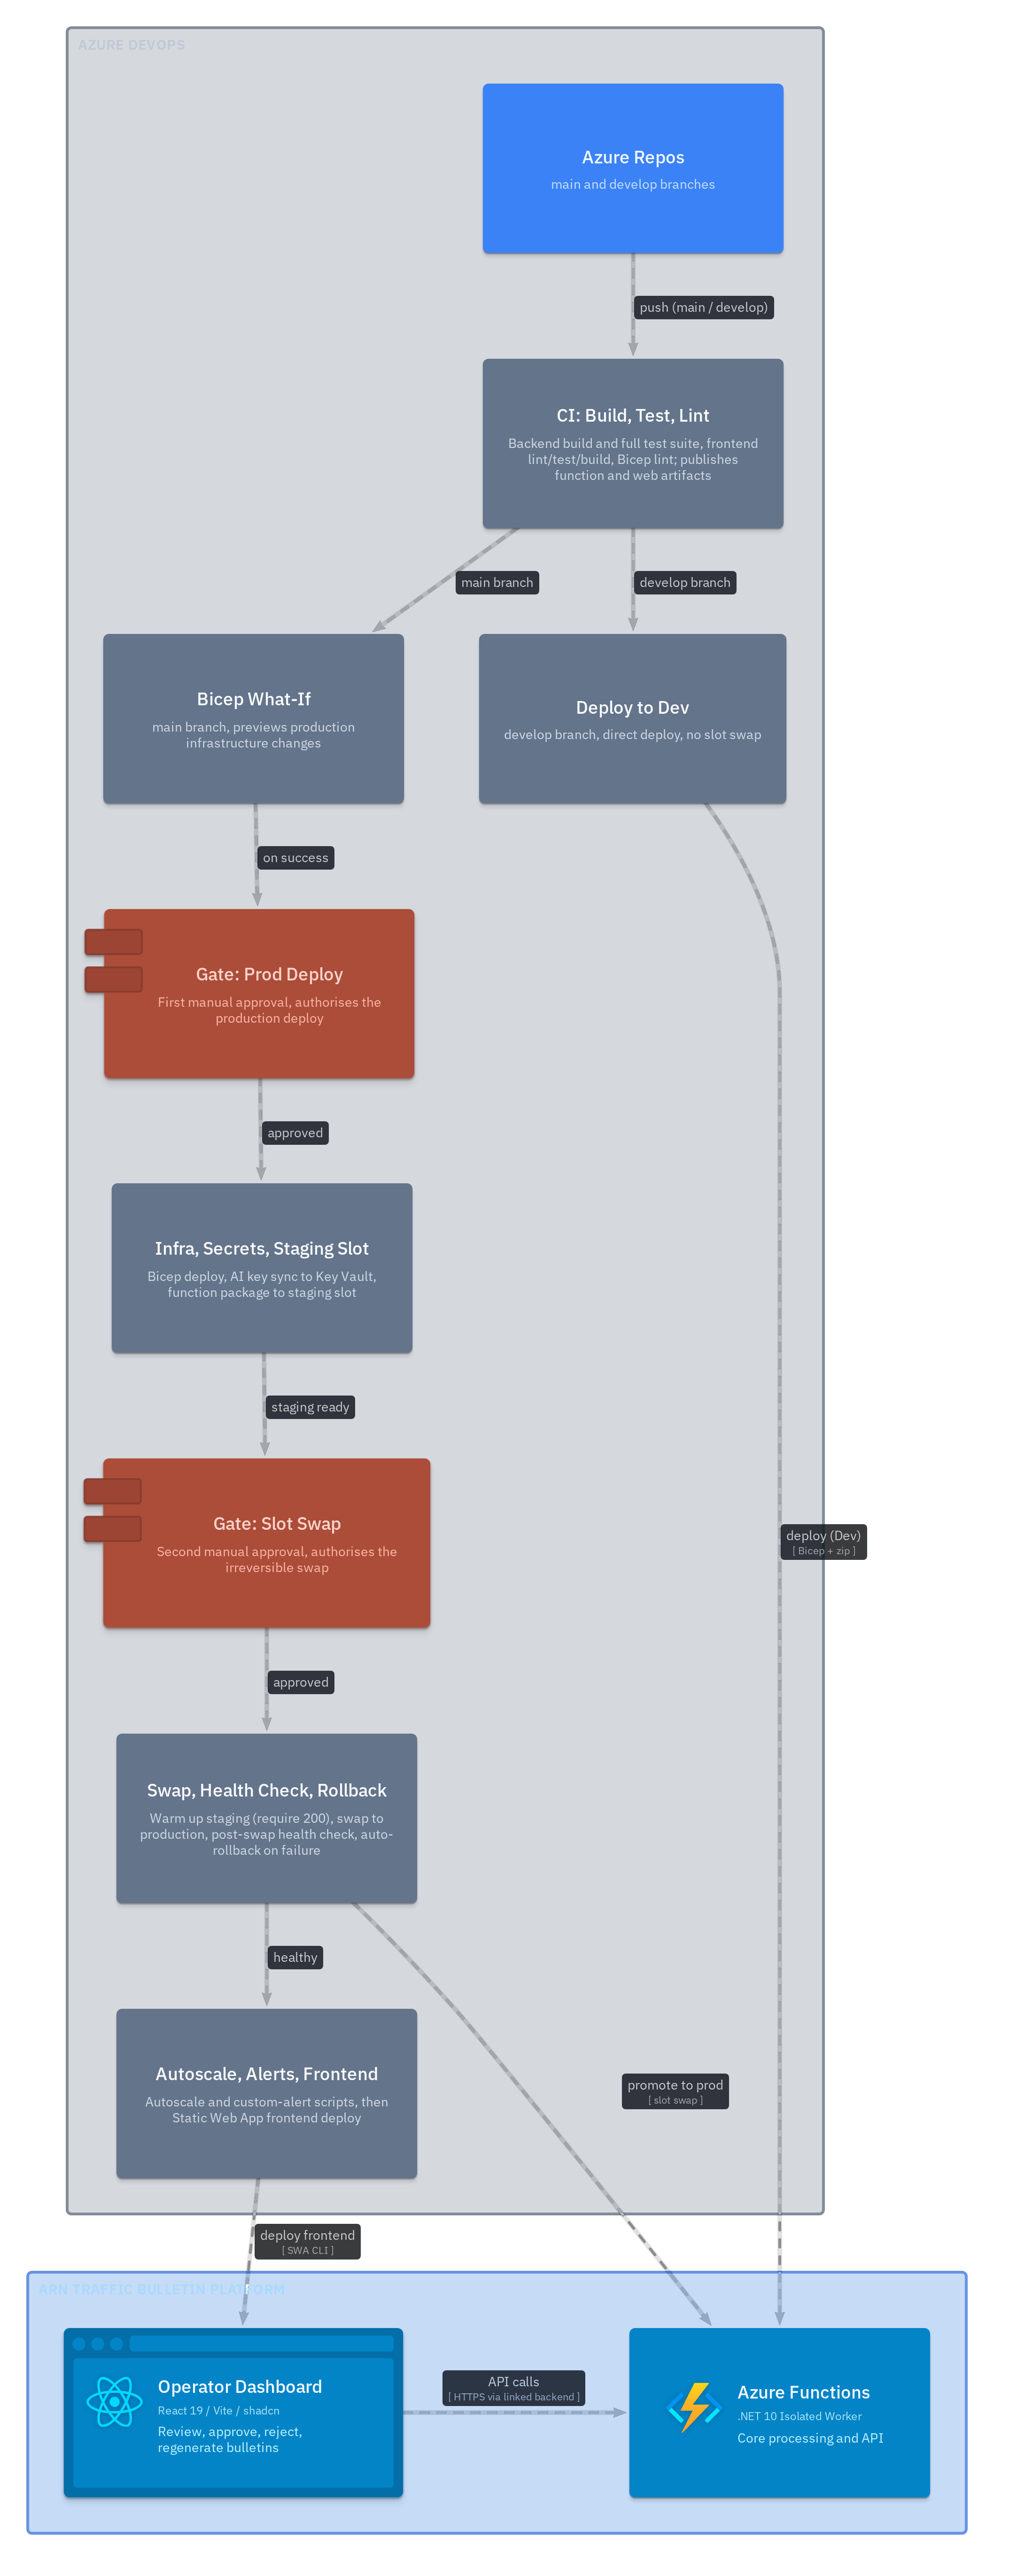 AZURE DEVOPS
Azure Repos
main and develop branches
push (main / develop)
CI: Build, Test, Lint
Backend build and full test suite, frontend
lint/test/build, Bicep lint; publishes
function and web artifacts
main branch
develop branch
Bicep What-If
main branch, previews production
infrastructure changes
Deploy to Dev
develop branch, direct deploy, no slot swap
on success
Gate: Prod Deploy
First manual approval, authorises the
production deploy
approved
Infra, Secrets, Staging Slot
Bicep deploy, AI key sync to Key Vault,
function package to staging slot
staging ready
Gate: Slot Swap
Second manual approval, authorises the
irreversible swap
deploy (Dev)
[ Bicep + zip ]
approved
Swap, Health Check, Rollback
Warm up staging (require 200), swap to
production, post-swap health check, auto-
rollback on failure
healthy
Autoscale, Alerts, Frontend
Autoscale and custom-alert scripts, then
Static Web App frontend deploy
promote to prod
[ slot swap ]
deploy frontend
[ SWA CLI ]
ARN TRAFFIC BULLETIN PLATFORM
Operator Dashboard
React 19 / Vite / shadcn
Review, approve, reject,
regenerate bulletins
API calls
[ HTTPS via linked backend ]
Azure Functions
.NET 10 Isolated Worker
Core processing and API